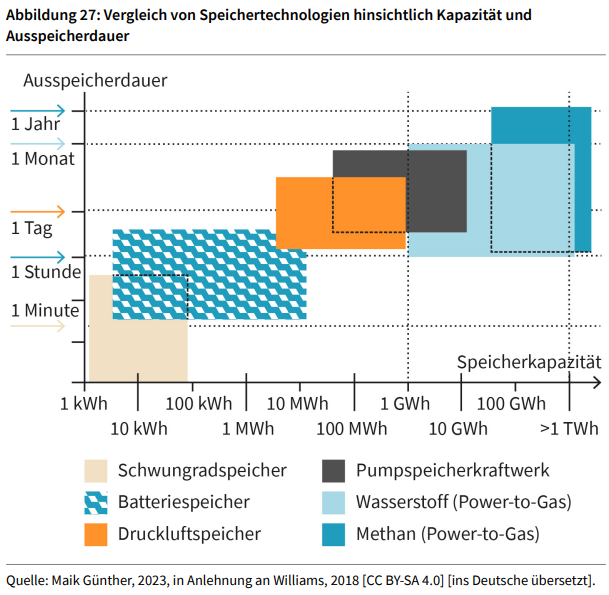 Abbildung 27: Vergleich von Speichertechnologien hinsichtlich Kapazität und
Ausspeicherdauer
Ausspeicherdauer
1 Jahr
1 Monat
1 Tag
1 Stunde
1 Minute
Speicherkapazität
1 kWh
100 kWh
10 MWh
1 GWh
100 GWh
10 kWh
1 MWh
100 MWh
10 GWh
>1 TWh
Schwungradspeicher
Pumpspeicherkraftwerk
Batteriespeicher
Wasserstoff (Power-to-Gas)
Druckluftspeicher
Methan (Power-to-Gas)
Quelle: Maik Günther, 2023, in Anlehnung an Williams, 2018 [CC BY-SA 4.0] [ins Deutsche übersetzt].